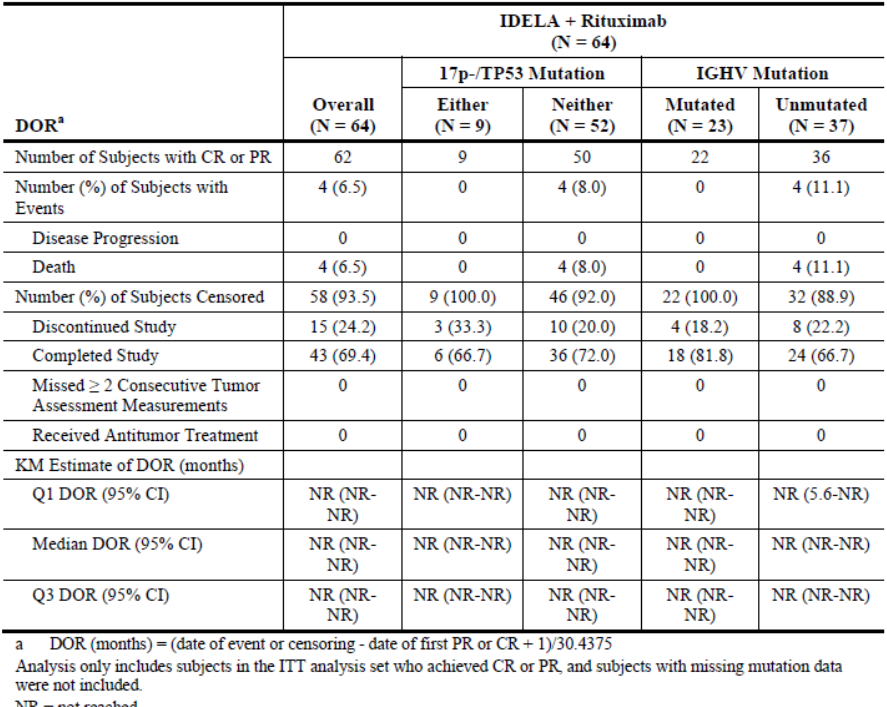 IDELA + Rituximab
(N = 64)
17p-/TP53 Mutation IGHV Mutation
DORa Overall (N = 64) Either (N = 9) Neither (N = 52) Mutated (N = 23) Unmutated (N = 37)
Number of Subjects with CR or PR 62 9 50 22 36
Number (%) of Subjects with Events 4 (6.5) 0 4 (8.0) 0 4 (11.1)
Disease Progression 0 0 0 0 0
Death 4 (6.5) 0 4 (8.0) 0 4 (11.1)
Number (%) of Subjects Censored 58 (93.5) 9 (100.0) 46 (92.0) 22 (100.0) 32 (88.9)
Discontinued Study 15 (24.2) 3 (33.3) 10 (20.0) 4 (18.2) 8 (22.2)
Completed Study 43 (69.4) 6 (66.7) 36 (72.0) 18 (81.8) 24 (66.7)
Missed ≥ 2 Consecutive Tumor Assessment Measurements 0 0 0 0 0
Received Antitumor Treatment 0 0 0 0 0
KM Estimate of DOR (months)
Q1 DOR (95% CI) NR (NR-NR) NR (NR-NR) NR (NR-NR) NR (NR-NR) NR (5.6-NR)
Median DOR (95% CI) NR (NR-NR) NR (NR-NR) NR (NR-NR) NR (NR-NR) NR (NR-NR)
Q3 DOR (95% CI) NR (NR-NR) NR (NR-NR) NR (NR-NR) NR (NR-NR) NR (NR-NR)
a DOR (months) = (date of event or censoring - date of first PR or CR + 1)/30.4375
Analysis only includes subjects in the ITT analysis set who achieved CR or PR, and subjects with missing mutation data
were not included.
NR = not reached